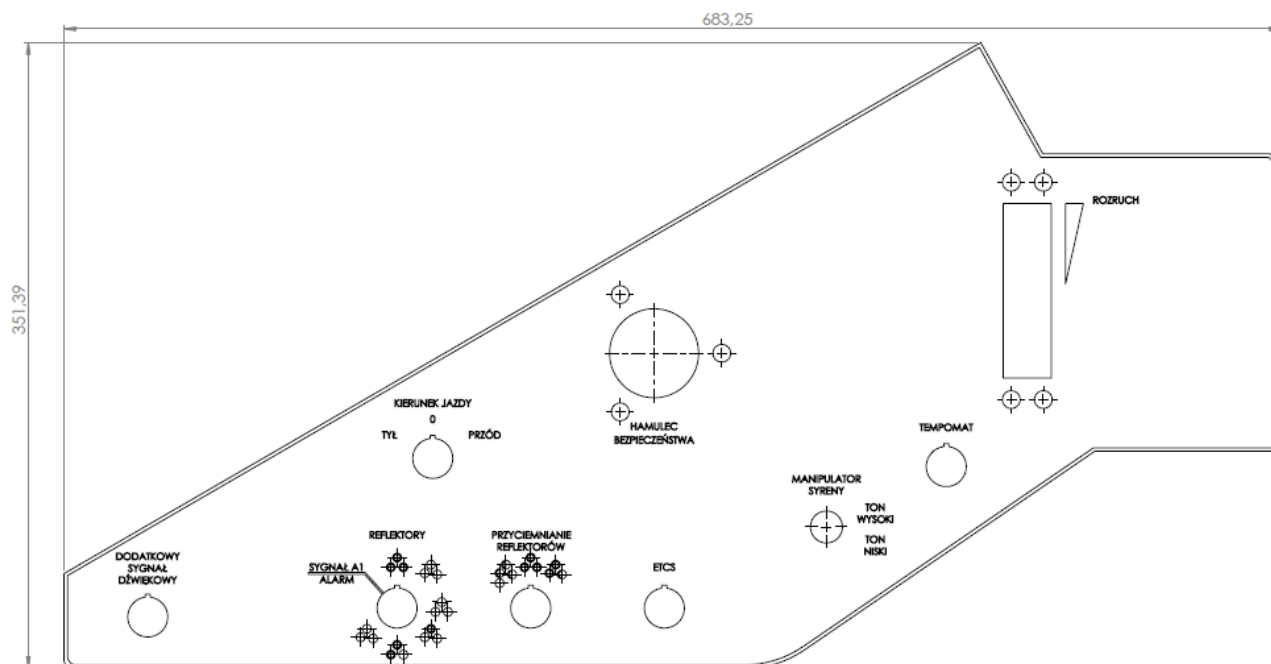 683,25
351,39
ROZRUCH
KIERUNEK JAZDY
0
TYŁ
PRZÓD
HAMULEC
BEZPIECZEŃSTWA
TEMPOMAT
MANIPULATOR
SYRENY
TON
WYSOKI
TON
NISKI
REFLEKTORY
PRZYCIEMNIANIE
REFLEKTORÓW
DODATKOWY
SYGNAŁ
DŹWIĘKOWY
SYGNAŁ A1
ALARM
ETCS